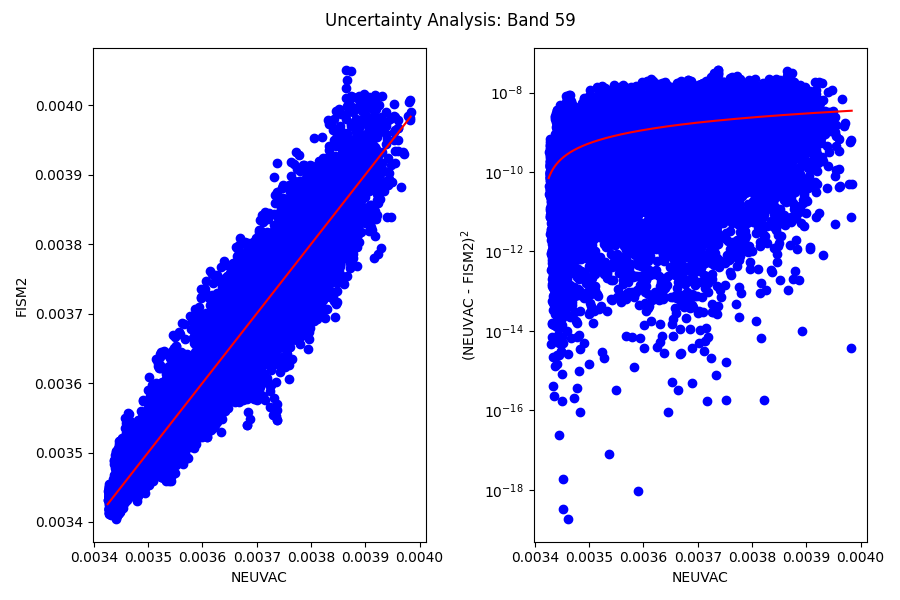 Uncertainty Analysis: Band 59
FISM2
0.0040
0.0039
0.0038
0.0037
0.0036
0.0035
0.0034
0.0034 0.0035 0.0036 0.0037 0.0038 0.0039 0.0040
NEUVAC
(NEUVAC - FISM2)²
10⁻⁸
10⁻¹⁰
10⁻¹²
10⁻¹⁴
10⁻¹⁶
10⁻¹⁸
0.0034 0.0035 0.0036 0.0037 0.0038 0.0039 0.0040
NEUVAC